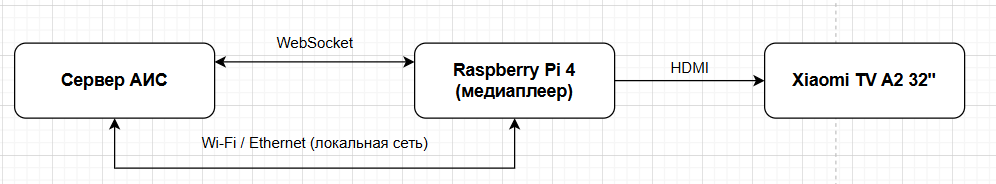 WebSocket
Сервер АИС
Raspberry Pi 4
(медиаплеер)
HDMI
Xiaomi TV A2 32"
Wi-Fi / Ethernet (локальная сеть)